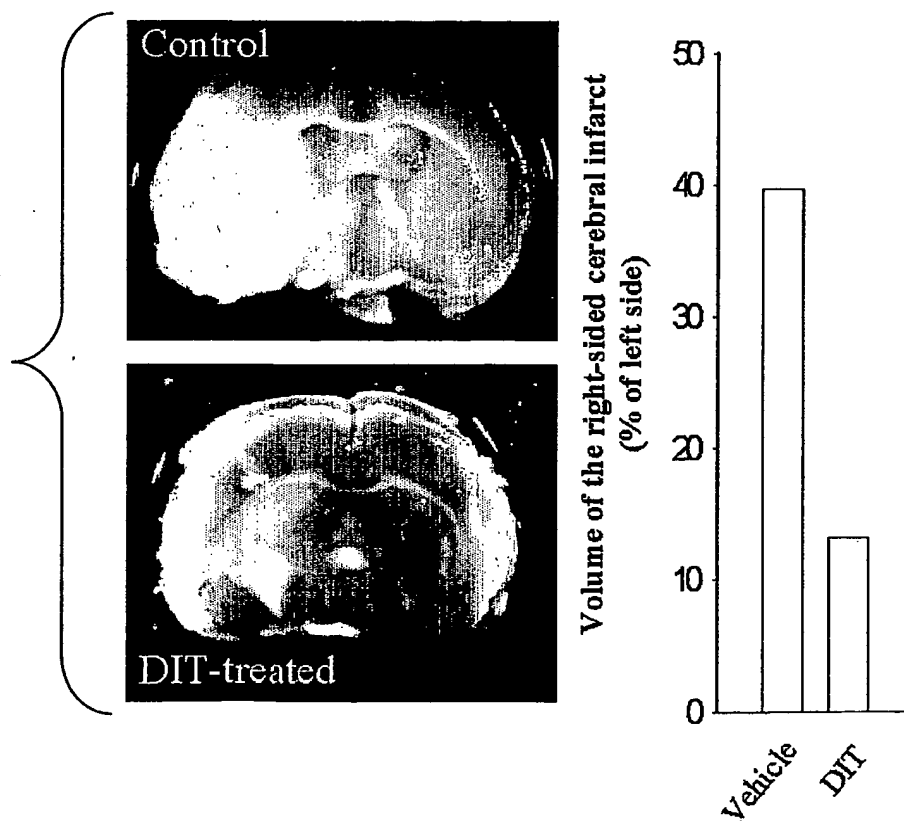 Control
DIT-treated
Volume of the right-sided cerebral infarct
(% of left side)
50
40
30
20
10
0
Vehicle
DIT